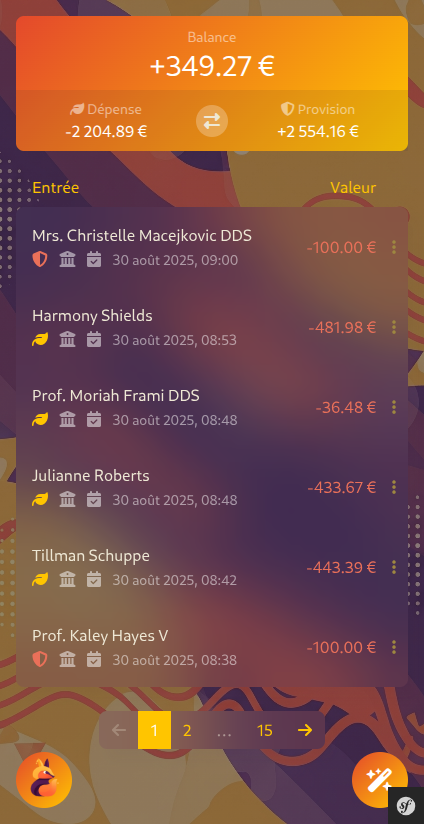 Balance
+349.27 €
Dépense
-2 204.89 €
Provision
+2 554.16 €
Entrée
Valeur
Mrs. Christelle Macejkovic DDS
-100.00 €
30 août 2025, 09:00
Harmony Shields
-481.98 €
30 août 2025, 08:53
Prof. Moriah Frami DDS
-36.48 €
30 août 2025, 08:48
Julianne Roberts
-433.67 €
30 août 2025, 08:48
Tillman Schuppe
-443.39 €
30 août 2025, 08:42
Prof. Kaley Hayes V
-100.00 €
30 août 2025, 08:38
1 2 ... 15
sf